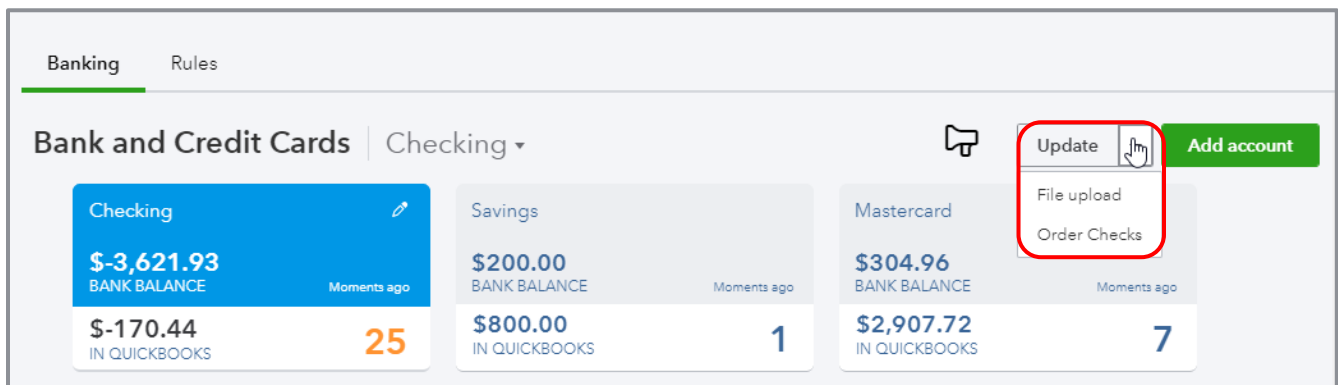 Banking Rules
Bank and Credit Cards Checking Update Add account
File upload
Order Checks
Checking
$-3,621.93
BANK BALANCE Moments ago
$-170.44
IN QUICKBOOKS 25
Savings
$200.00
BANK BALANCE Moments ago
$800.00
IN QUICKBOOKS 1
Mastercard
$304.96
BANK BALANCE Moments ago
$2,907.72
IN QUICKBOOKS 7